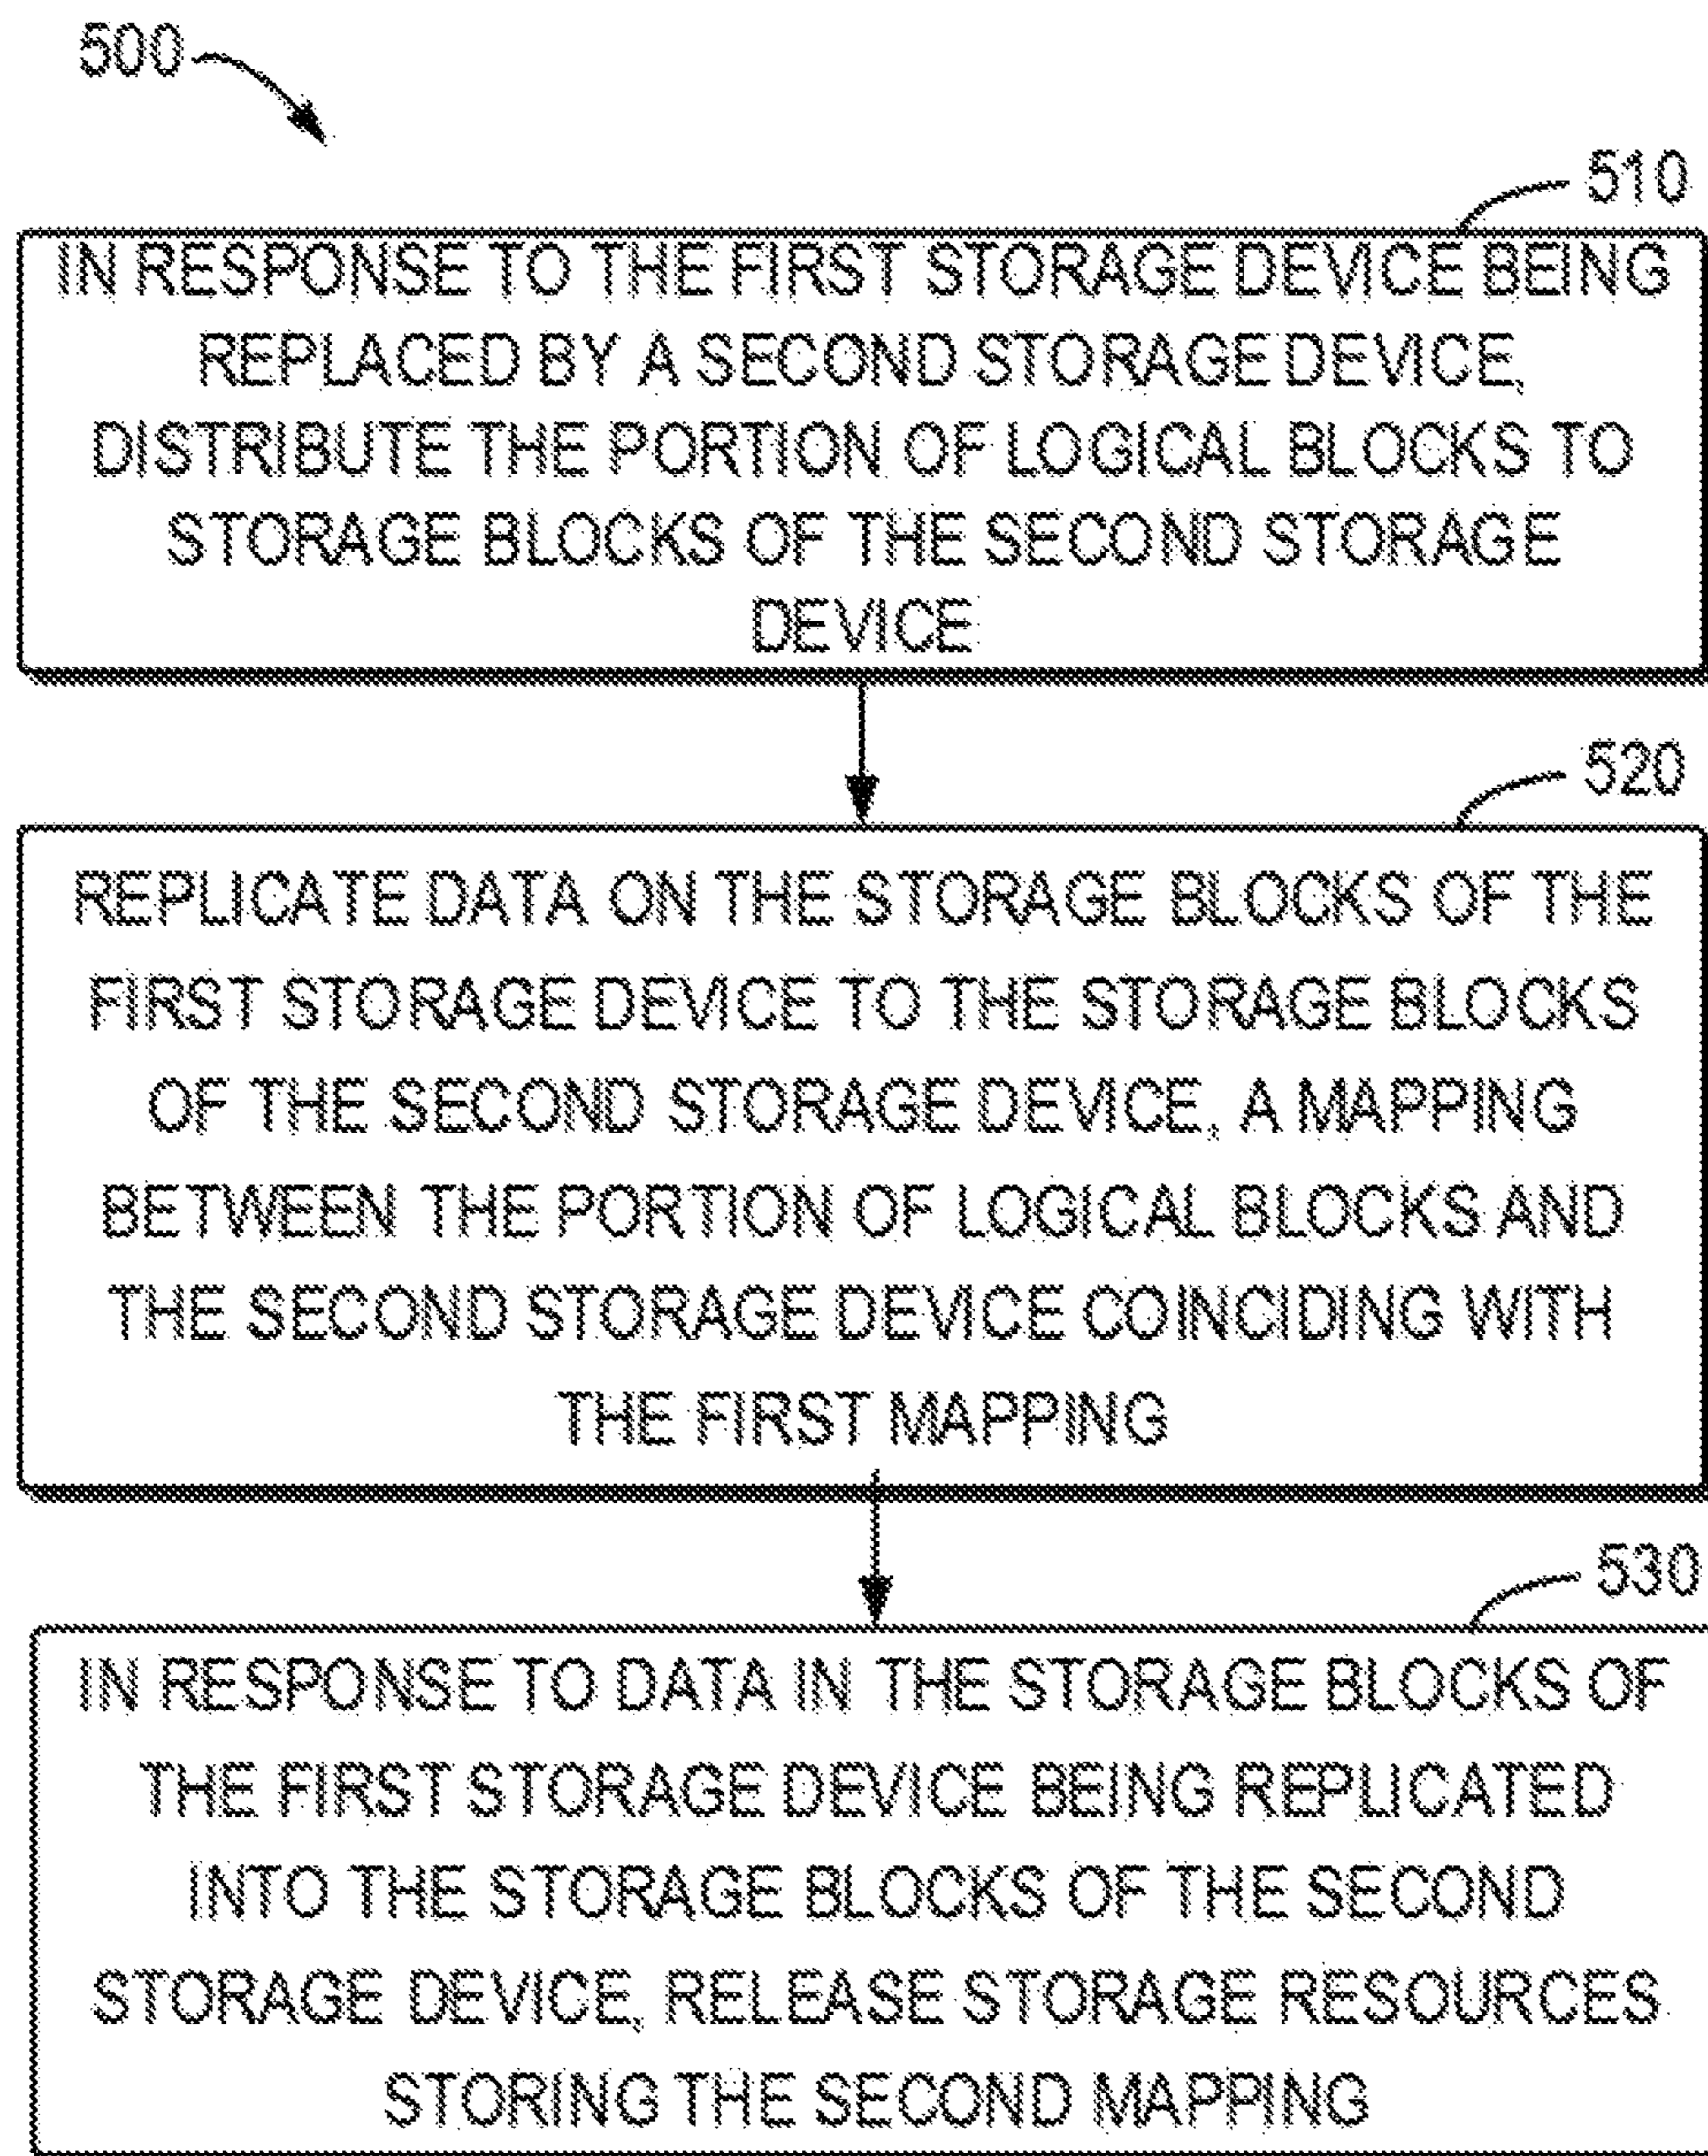 500
510
IN RESPONSE TO THE FIRST STORAGE DEVICE BEING
REPLACED BY A SECOND STORAGE DEVICE,
DISTRIBUTE THE PORTION OF LOGICAL BLOCKS TO
STORAGE BLOCKS OF THE SECOND STORAGE
DEVICE
520
REPLICATE DATA ON THE STORAGE BLOCKS OF THE
FIRST STORAGE DEVICE TO THE STORAGE BLOCKS
OF THE SECOND STORAGE DEVICE, A MAPPING
BETWEEN THE PORTION OF LOGICAL BLOCKS AND
THE SECOND STORAGE DEVICE COINCIDING WITH
THE FIRST MAPPING
530
IN RESPONSE TO DATA IN THE STORAGE BLOCKS OF
THE FIRST STORAGE DEVICE BEING REPLICATED
INTO THE STORAGE BLOCKS OF THE SECOND
STORAGE DEVICE, RELEASE STORAGE RESOURCES
STORING THE SECOND MAPPING